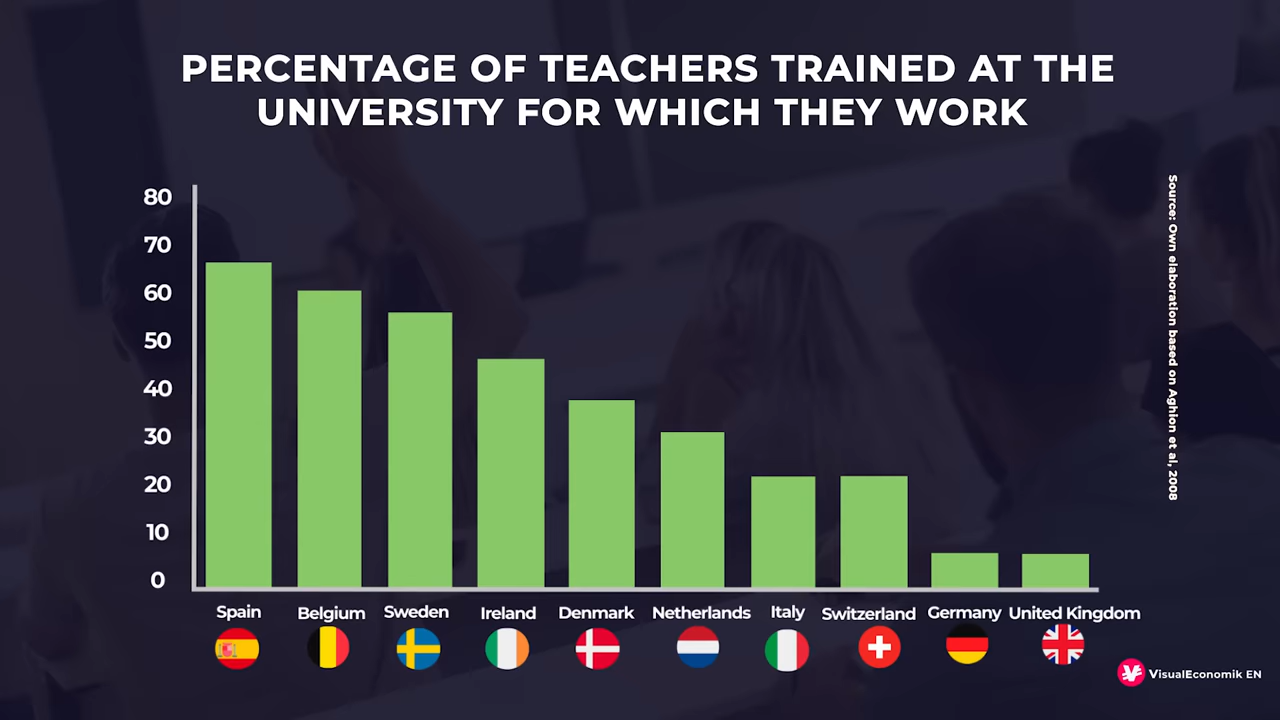 PERCENTAGE OF TEACHERS TRAINED AT THE
UNIVERSITY FOR WHICH THEY WORK
80
70
60
50
40
30
20
10
0
Spain
Belgium
Sweden
Ireland
Denmark
Netherlands
Italy
Switzerland
Germany
United Kingdom
Source: Own elaboration based on Aghion et al, 2008
VisualEconomik EN